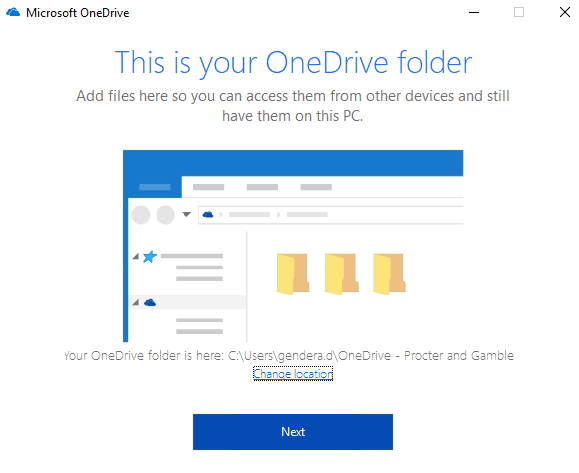 Microsoft OneDrive
This is your OneDrive folder
Add files here so you can access them from other devices and still
have them on this PC.
Your OneDrive folder is here: C:\Users\gendera.d\OneDrive - Procter and Gamble
Change location
Next